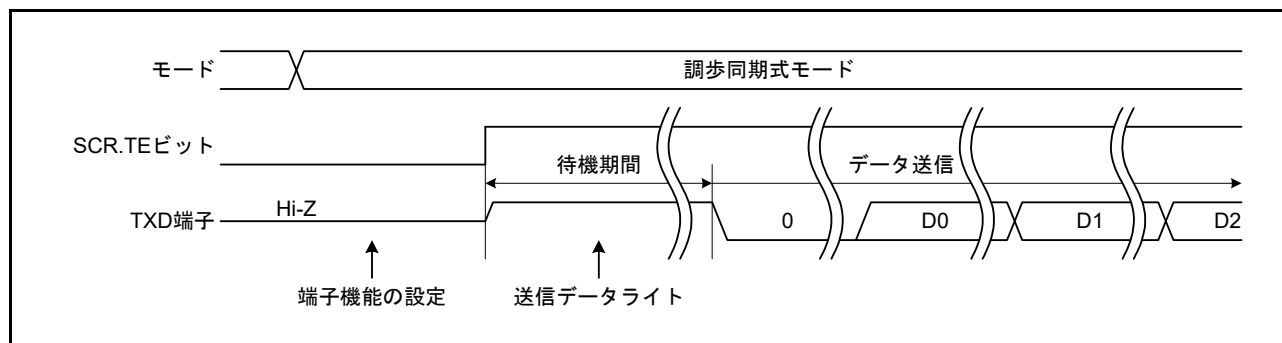 モード
調歩同期式モード
SCR.TEビット
待機期間
データ送信
TXD端子
Hi-Z
0
D0
D1
D2
端子機能の設定
送信データライト